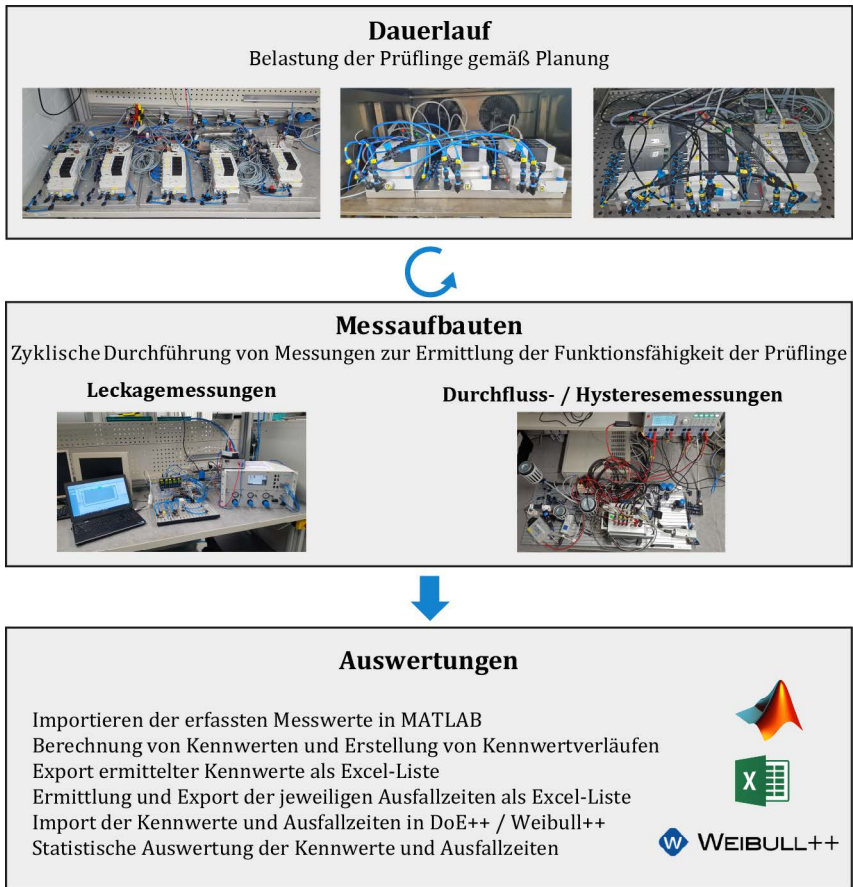 Dauerlauf
Belastung der Prüflinge gemäß Planung
Messaufbauten
Zyklische Durchführung von Messungen zur Ermittlung der Funktionsfähigkeit der Prüflinge
Leckagemessungen
Durchfluss- / Hysteresemessungen
Auswertungen
Importieren der erfassten Messwerte in MATLAB
Berechnung von Kennwerten und Erstellung von Kennwertverläufen
Export ermittelter Kennwerte als Excel-Liste
Ermittlung und Export der jeweiligen Ausfallzeiten als Excel-Liste
Import der Kennwerte und Ausfallzeiten in DoE++ / Weibull++
Statistische Auswertung der Kennwerte und Ausfallzeiten
X
W WEIBULL++